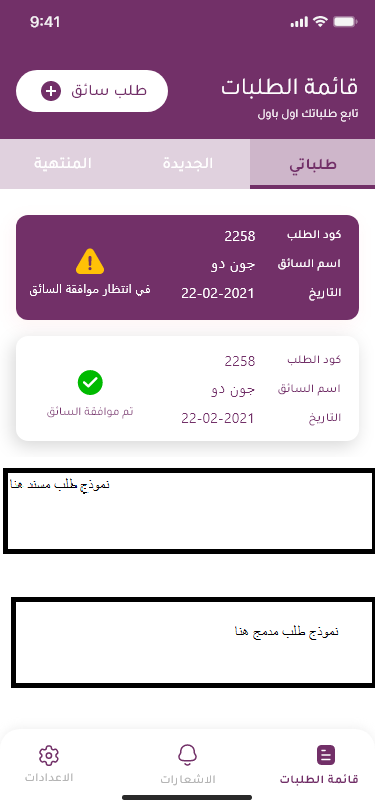 9:41
قائمة الطلبات
تابع طلباتك اول باول
طلب سائق
طلباتي
الجديدة
المنتهية
كود الطلب 2258
اسم السائق جون دو
التاريخ 22-02-2021
في انتظار موافقة السائق
كود الطلب 2258
اسم السائق جون دو
التاريخ 22-02-2021
تم موافقة السائق
نموذج طلب مسند هنا
نموذج طلب مدمج هنا
قائمة الطلبات
الاشعارات
الاعدادات